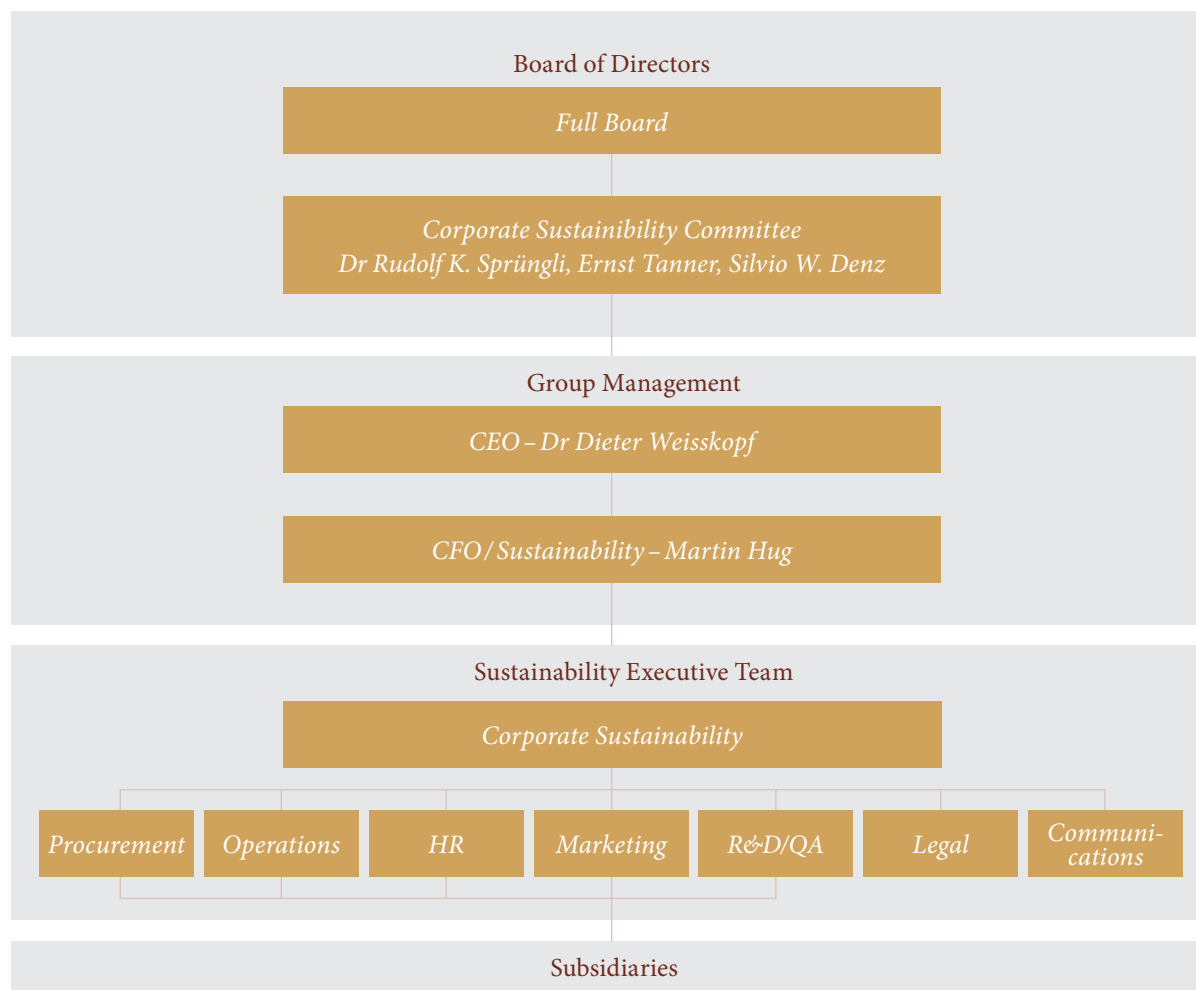 Board of Directors
Full Board
Corporate Sustainibility Committee
Dr Rudolf K. Sprüngli, Ernst Tanner, Silvio W. Denz
Group Management
CEO – Dr Dieter Weisskopf
CFO / Sustainability – Martin Hug
Sustainability Executive Team
Corporate Sustainability
Procurement
Operations
HR
Marketing
R&D/QA
Legal
Communi-
cations
Subsidiaries